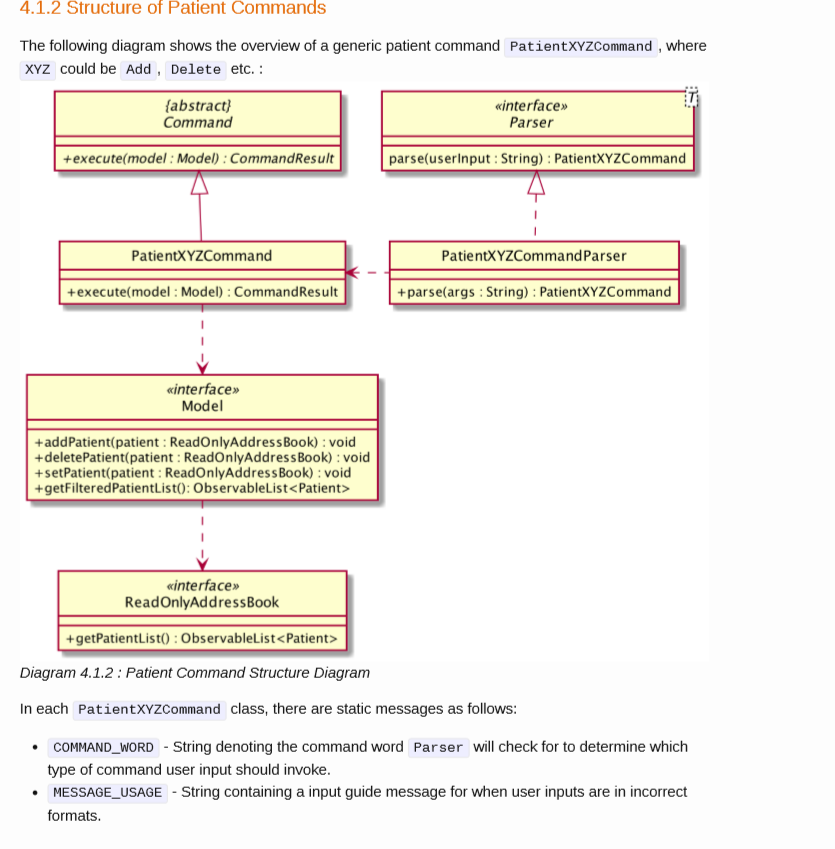 4.1.2 Structure of Patient Commands
The following diagram shows the overview of a generic patient command PatientXYZCommand , where
XYZ could be Add , Delete etc. :
{abstract}
Command
+execute(model : Model) : CommandResult
«interface»
Parser
T
parse(userInput : String) : PatientXYZCommand
PatientXYZCommand
+execute(model : Model) : CommandResult
PatientXYZCommandParser
+parse(args : String) : PatientXYZCommand
«interface»
Model
+addPatient(patient : ReadOnlyAddressBook) : void
+deletePatient(patient : ReadOnlyAddressBook) : void
+setPatient(patient : ReadOnlyAddressBook) : void
+getFilteredPatientList(): ObservableList<Patient>
«interface»
ReadOnlyAddressBook
+getPatientList() : ObservableList<Patient>
Diagram 4.1.2 : Patient Command Structure Diagram
In each PatientXYZCommand class, there are static messages as follows:
• COMMAND_WORD - String denoting the command word Parser will check for to determine which
type of command user input should invoke.
• MESSAGE_USAGE - String containing a input guide message for when user inputs are in incorrect
formats.